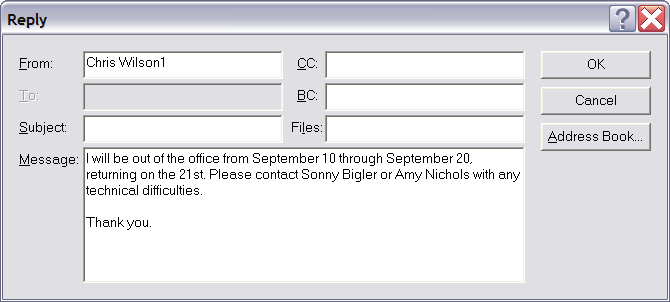 Reply
From: Chris Wilson1 CC: OK
To: BC: Cancel
Subject: Files: Address Book...
Message: I will be out of the office from September 10 through September 20,
returning on the 21st. Please contact Sonny Bigler or Amy Nichols with any
technical difficulties.
Thank you.